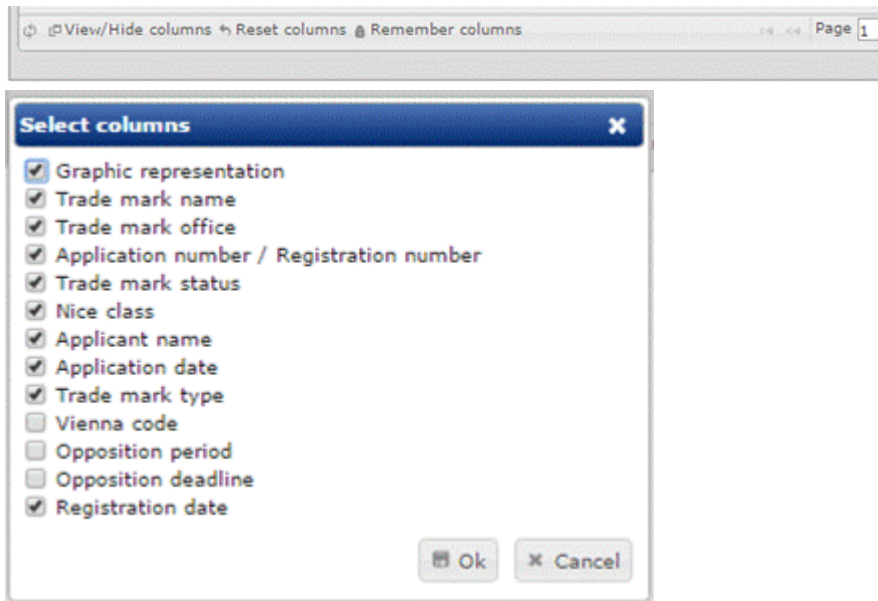 View/Hide columns Reset columns Remember columns Page 1
Select columns
Graphic representation
Trade mark name
Trade mark office
Application number / Registration number
Trade mark status
Nice class
Applicant name
Application date
Trade mark type
Vienna code
Opposition period
Opposition deadline
Registration date
Ok Cancel